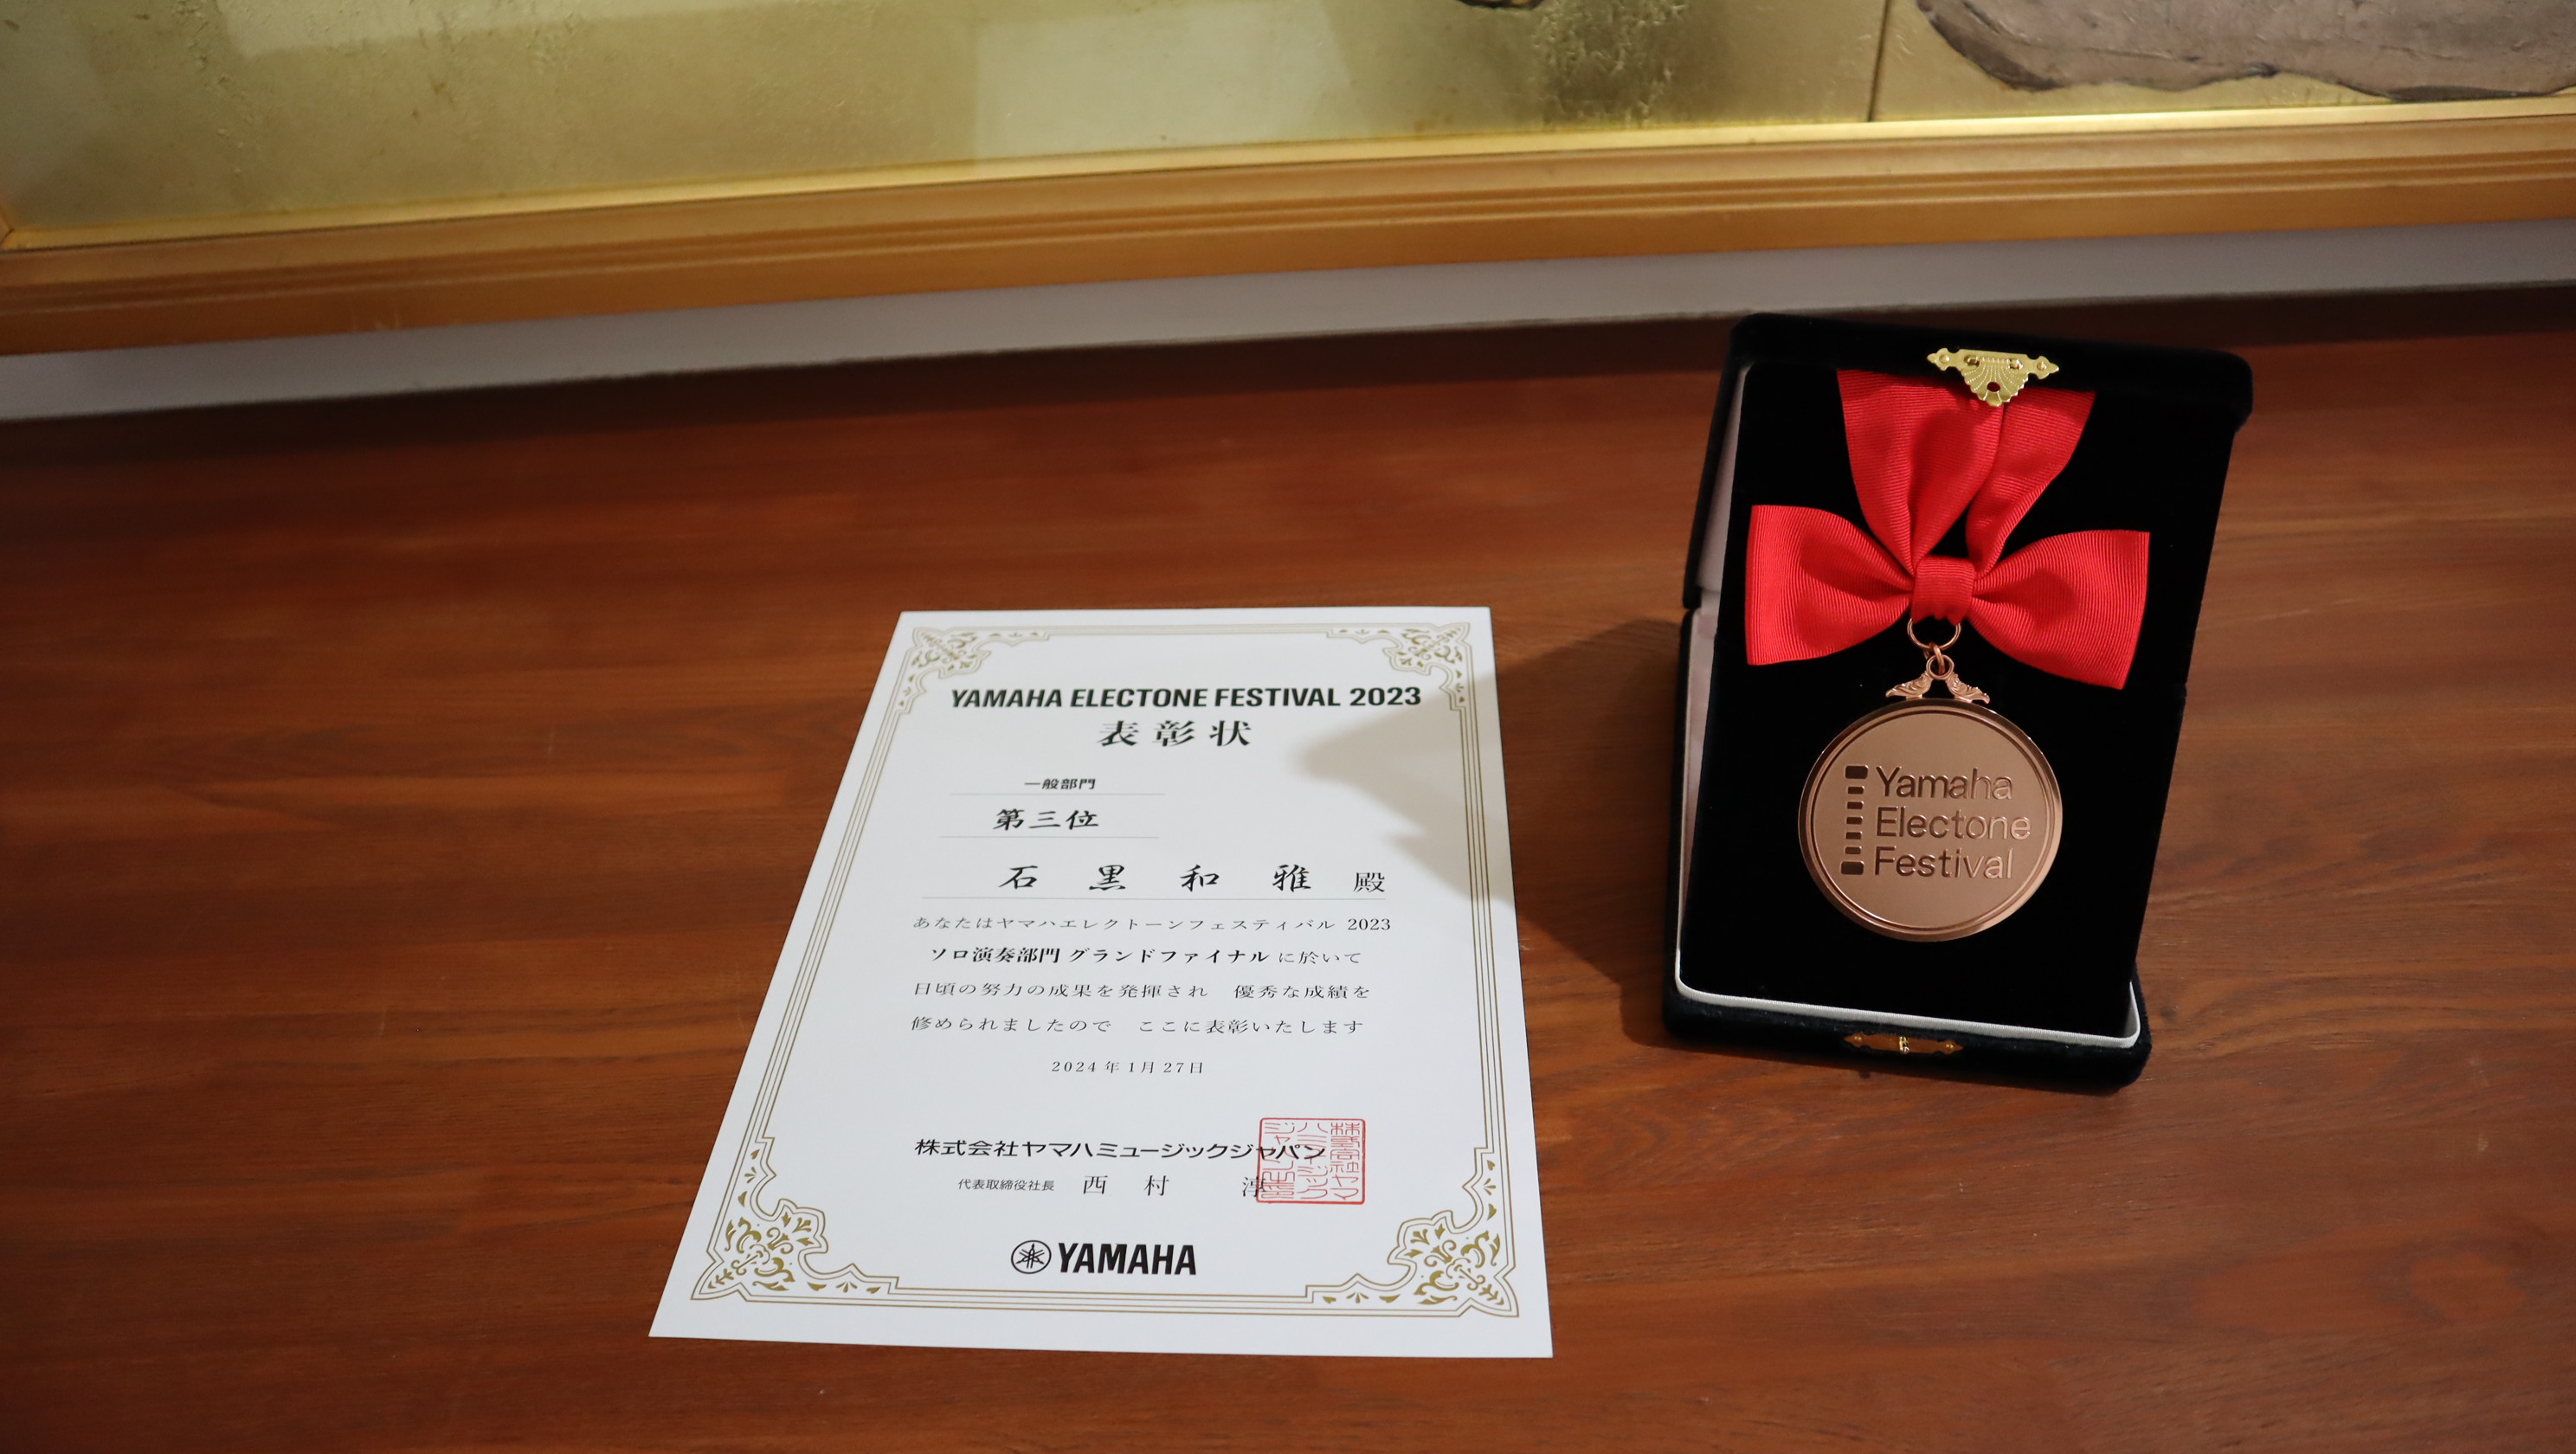 YAMAHA ELECTONE FESTIVAL 2023
表彰状
一般部門
第三位
石黒和雅 殿
あなたはヤマハエレクトーンフェスティバル 2023
ソロ演奏部門 グランドファイナル に於いて
日頃の努力の成果を発揮され　優秀な成績を
修められましたので　ここに表彰いたします
2024年1月27日
株式会社ヤマハミュージックジャパン
代表取締役社長 西村 淳
YAMAHA
Yamaha
Electone
Festival